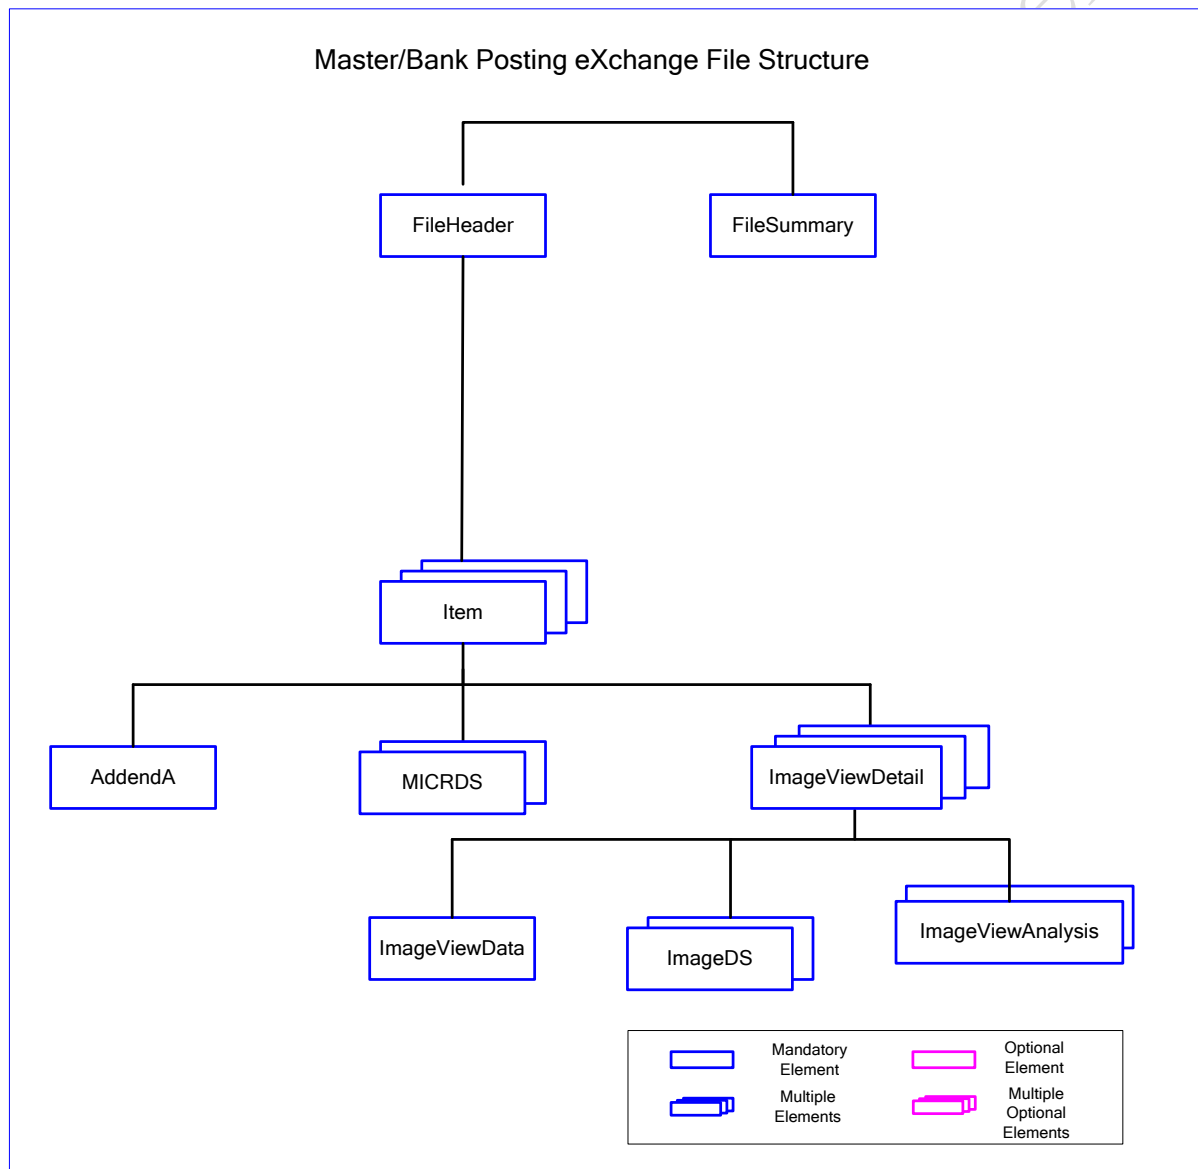 Master/Bank Posting eXchange File Structure
FileHeader
FileSummary
Item
AddendA
MICRDS
ImageViewDetail
ImageViewData
ImageDS
ImageViewAnalysis
Mandatory
Element
Optional
Element
Multiple
Elements
Multiple
Optional
Elements